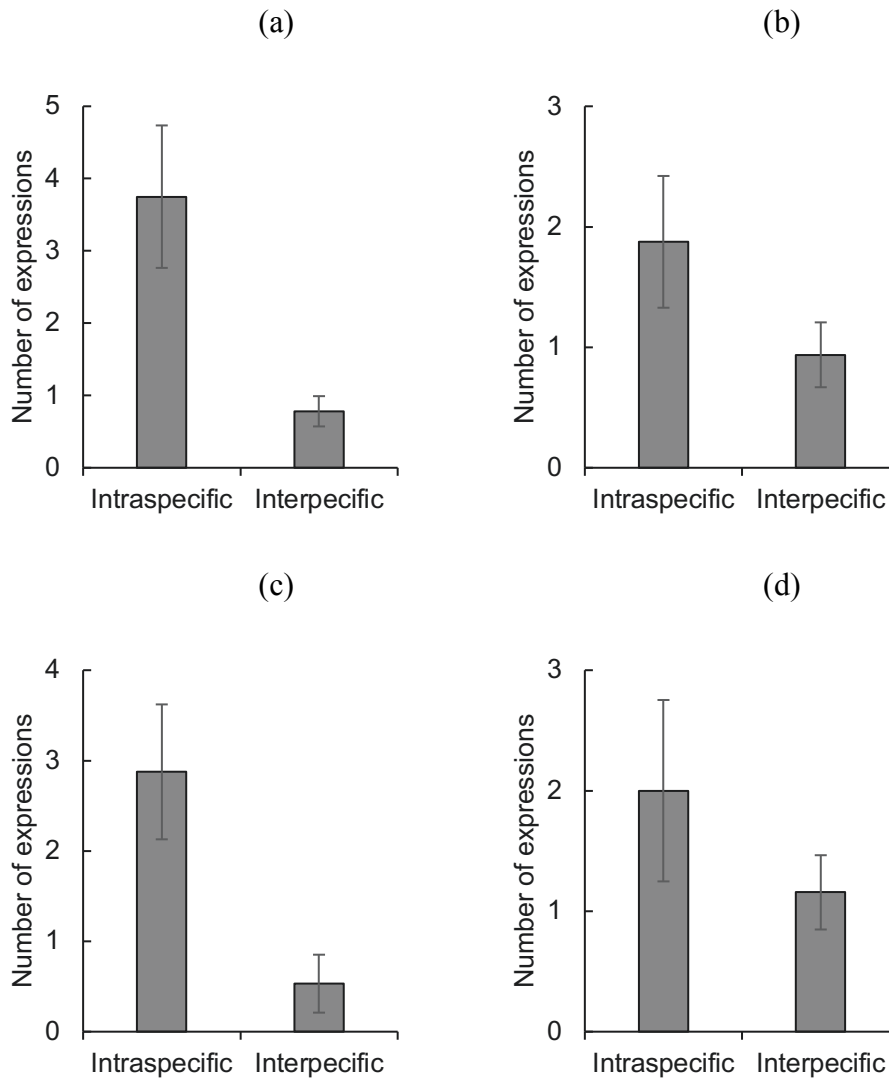 (a)
5
4
3
2
1
0
Number of expressions
Intraspecific Interpecific
(b)
3
2
1
0
Number of expressions
Intraspecific Interpecific
(c)
4
3
2
1
0
Number of expressions
Intraspecific Interpecific
(d)
3
2
1
0
Number of expressions
Intraspecific Interpecific